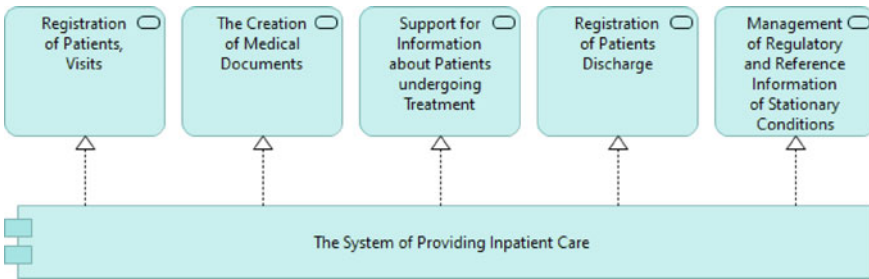 Registration
of Patients,
Visits
The Creation
of Medical
Documents
Support for
Information
about Patients
undergoing
Treatment
Registration
of Patients
Discharge
Management
of Regulatory
and Reference
Information
of Stationary
Conditions
The System of Providing Inpatient Care